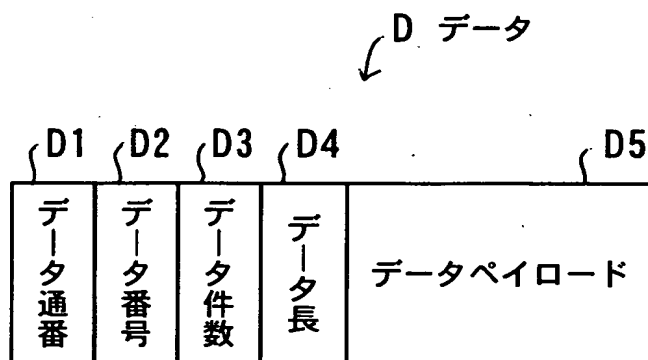 D データ
D1 D2 D3 D4 D5
データ通番
データ番号
データ件数
データ長
データペイロード